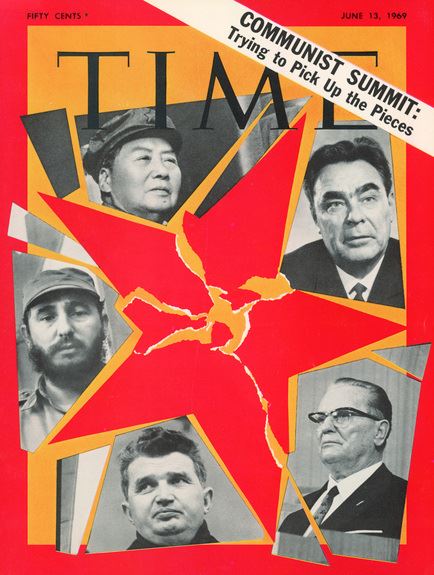 FIFTY CENTS *
JUNE 13, 1969
COMMUNIST SUMMIT:
Trying to Pick Up the Pieces
TIME